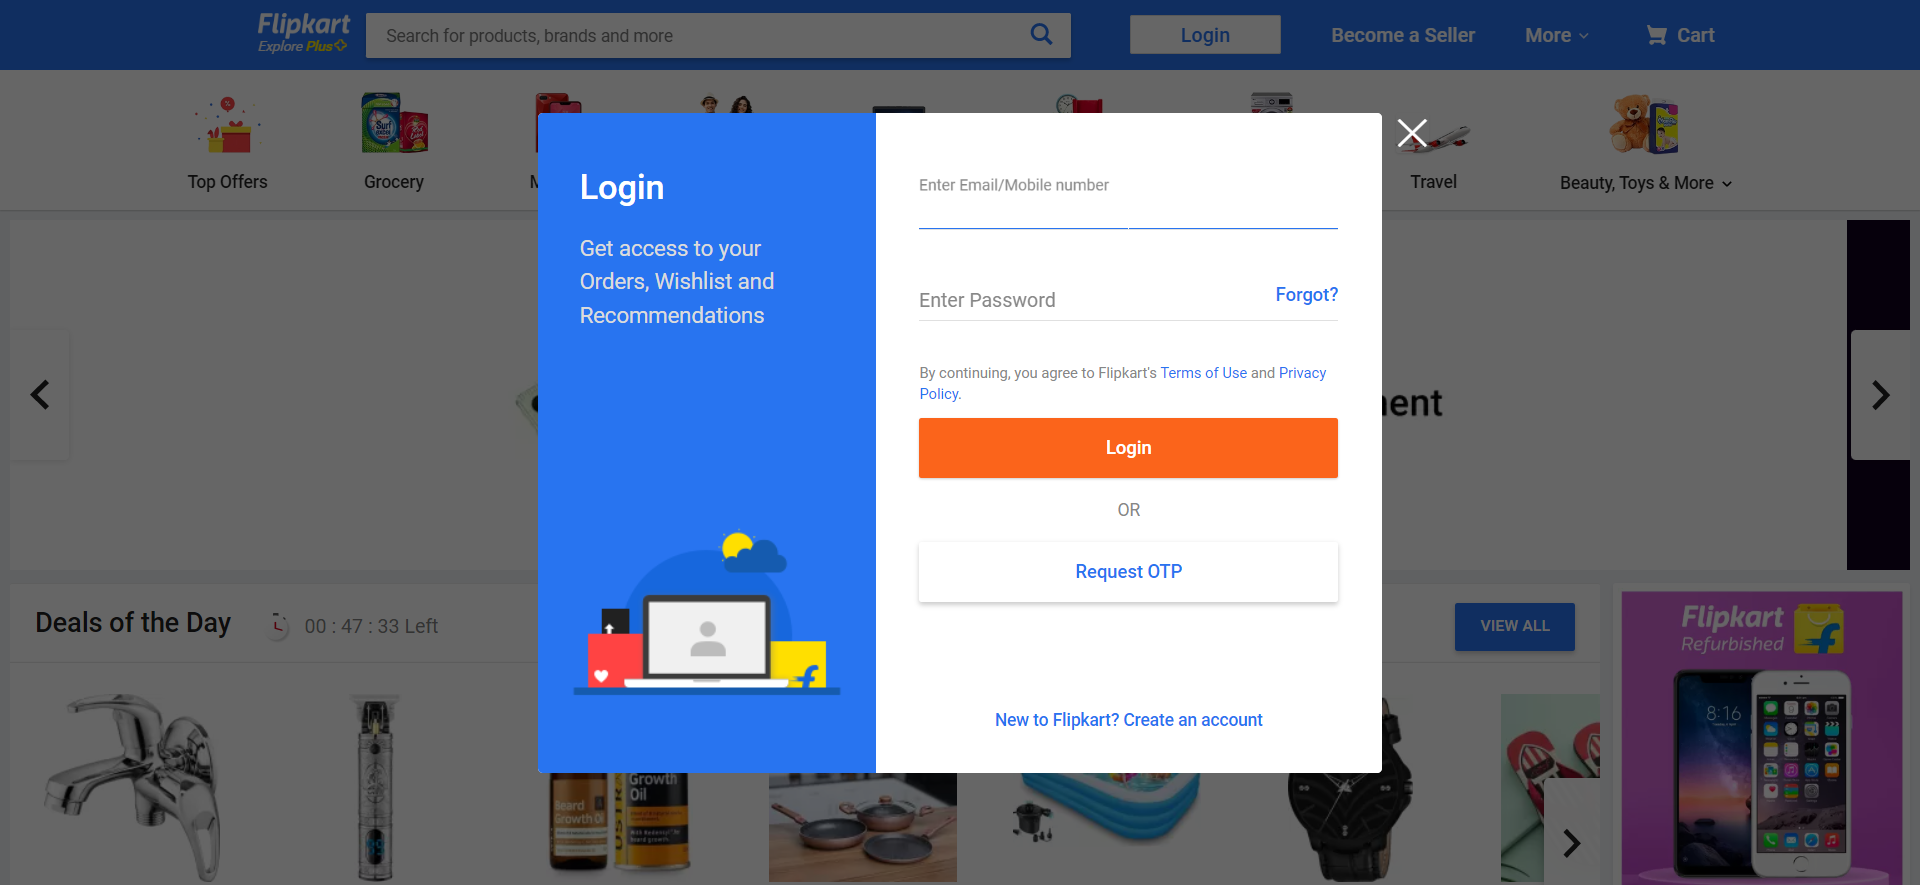 Flipkart
Explore Plus
Search for products, brands and more
Login
Become a Seller
More
Cart
Top Offers
Grocery
Travel
Beauty, Toys & More
Login
Get access to your
Orders, Wishlist and
Recommendations
Enter Email/Mobile number
Enter Password
Forgot?
By continuing, you agree to Flipkart's Terms of Use and Privacy
Policy.
Login
OR
Request OTP
New to Flipkart? Create an account
Deals of the Day
00 : 47 : 33 Left
VIEW ALL
Flipkart
Refurbished
8:16
Surf
excel
Beard
Growth Oil
Growth
Oil